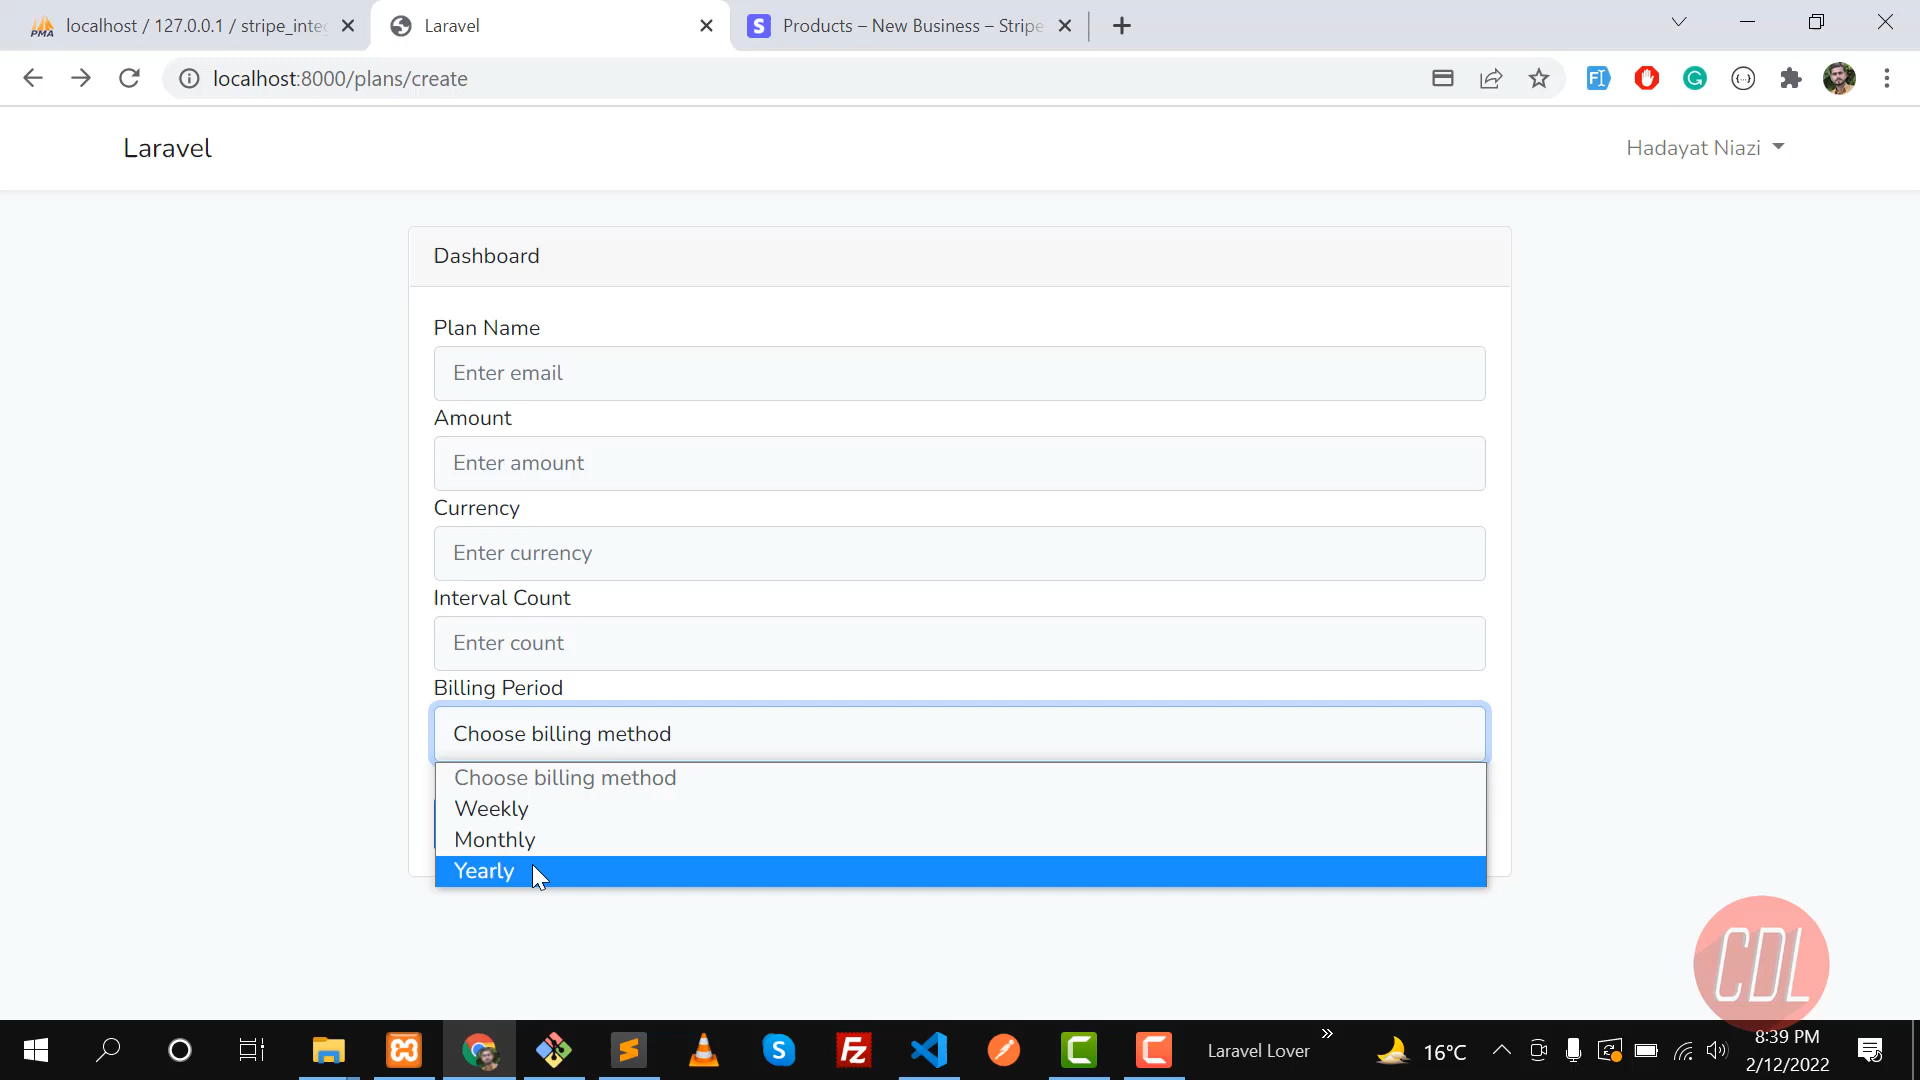 localhost / 127.0.0.1 / stripe_integ
Laravel
Products – New Business – Stripe
localhost:8000/plans/create
Laravel
Hadayat Niazi
Dashboard
Plan Name
Enter email
Amount
Enter amount
Currency
Enter currency
Interval Count
Enter count
Billing Period
Choose billing method
Choose billing method
Weekly
Monthly
Yearly
CDL
Laravel Lover
16°C
8:39 PM
2/12/2022